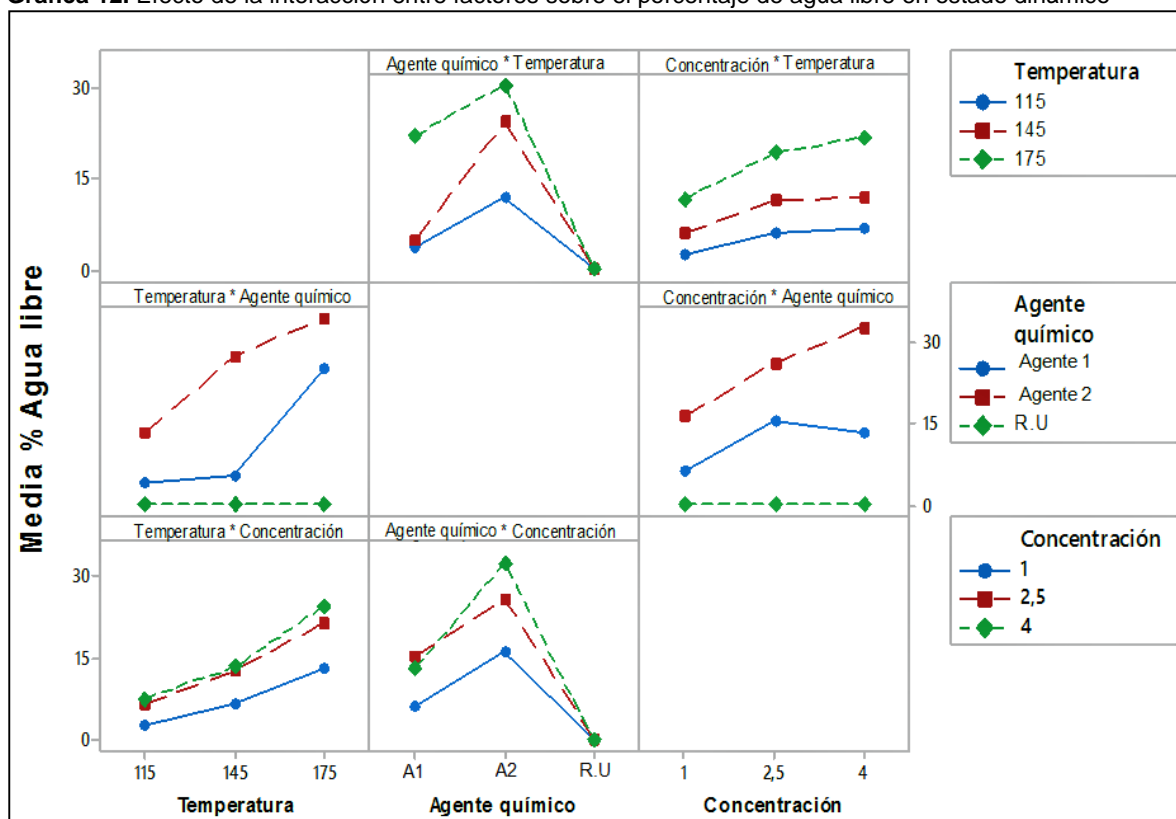 Gráfica 12. Efecto de la interacción entre factores sobre el porcentaje de agua libre en estado dinámico
Agente químico * Temperatura
Concentración * Temperatura
30
15
0
Temperatura
115
145
175
Media % Agua libre
Temperatura * Agente químico
Concentración * Agente químico
30
15
0
Agente químico
Agente 1
Agente 2
R.U
Temperatura * Concentración
Agente químico * Concentración
30
15
0
Concentración
1
2,5
4
115 145 175
A1 A2 R.U
1 2,5 4
Temperatura
Agente químico
Concentración